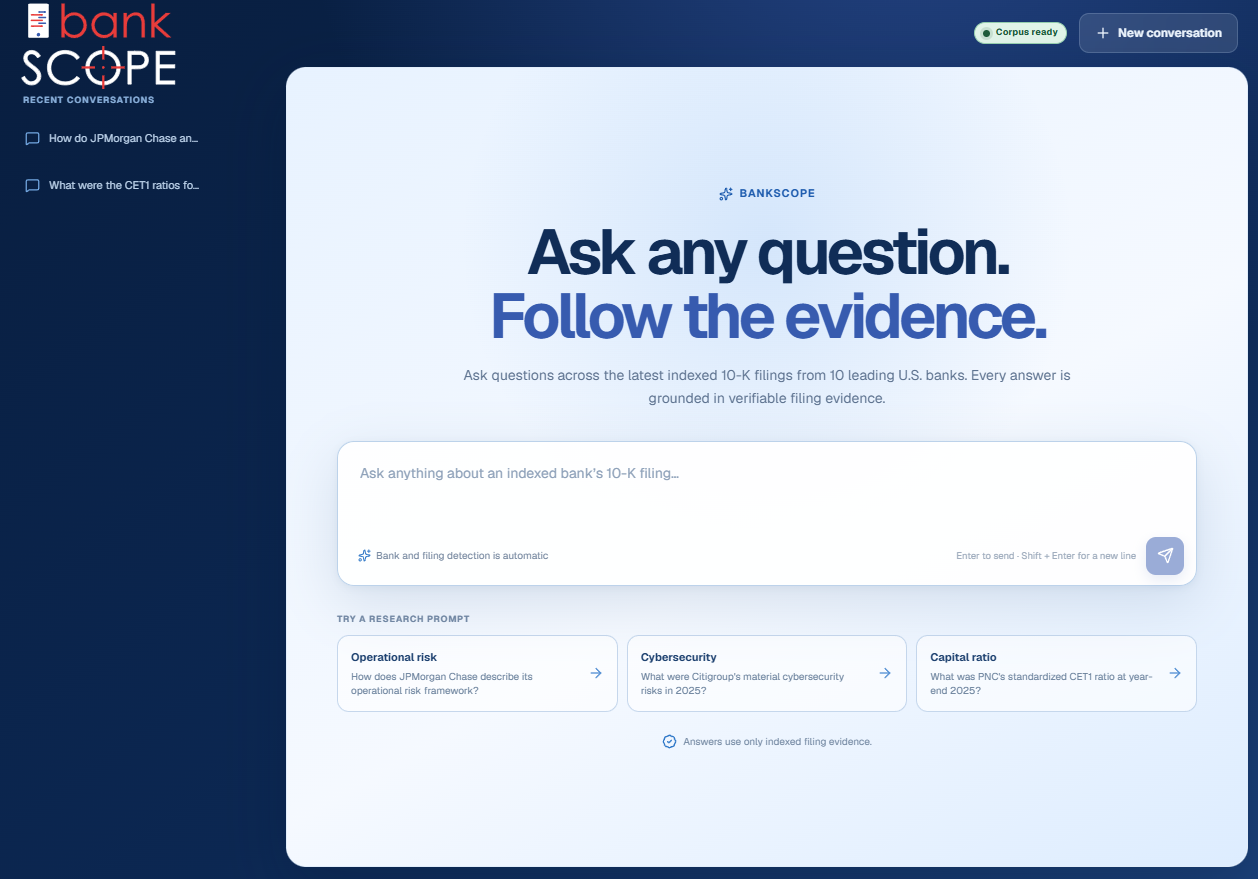 bank
SCOPE
RECENT CONVERSATIONS
How do JPMorgan Chase an...
What were the CET1 ratios fo...
Corpus ready
New conversation
BANKSCOPE
Ask any question.
Follow the evidence.
Ask questions across the latest indexed 10-K filings from 10 leading U.S. banks. Every answer is
grounded in verifiable filing evidence.
Ask anything about an indexed bank's 10-K filing...
Bank and filing detection is automatic
Enter to send · Shift + Enter for a new line
TRY A RESEARCH PROMPT
Operational risk
How does JPMorgan Chase describe its
operational risk framework?
Cybersecurity
What were Citigroup's material cybersecurity
risks in 2025?
Capital ratio
What was PNC's standardized CET1 ratio at year-
end 2025?
Answers use only indexed filing evidence.